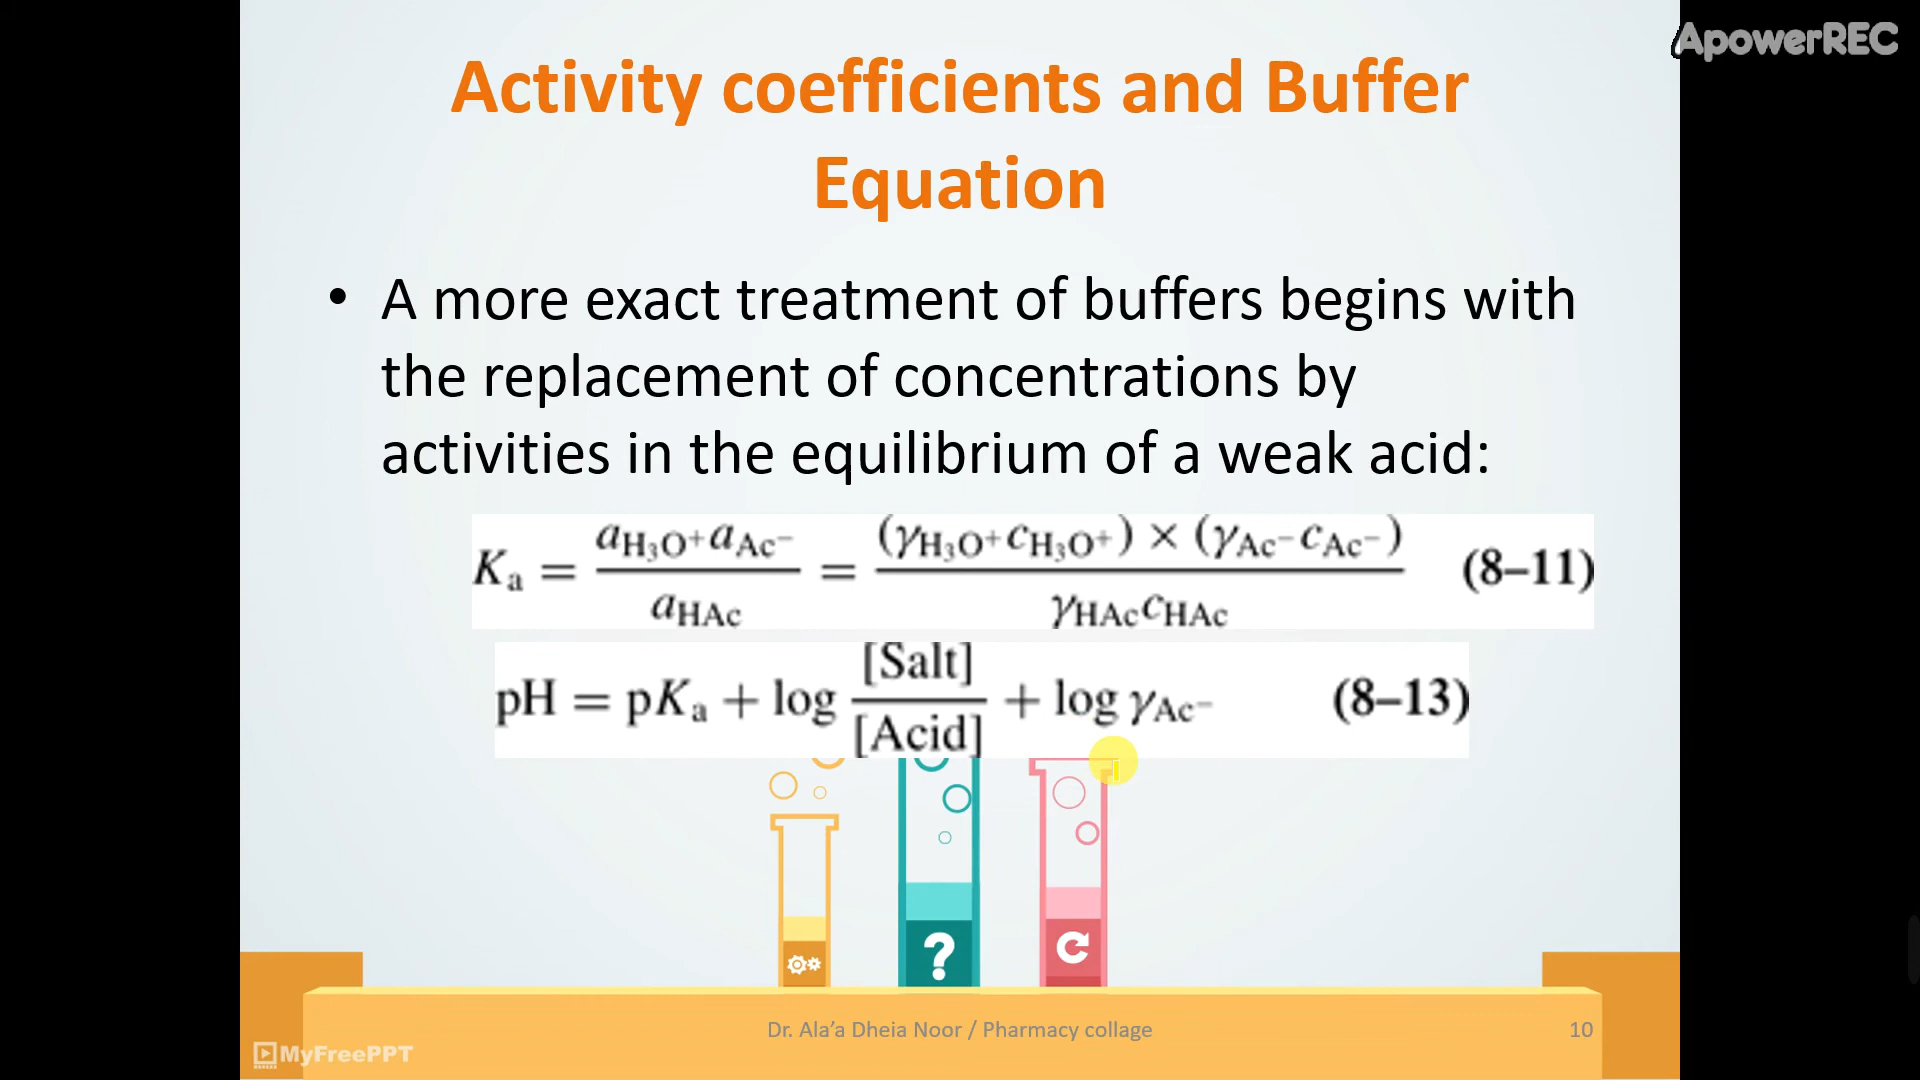 ApowerREC
Activity coefficients and Buffer
Equation
• A more exact treatment of buffers begins with
the replacement of concentrations by
activities in the equilibrium of a weak acid:
Kₐ = a_H₃O⁺ a_Ac⁻ / a_HAc = (γ_H₃O⁺ c_H₃O⁺) × (γ_Ac⁻ c_Ac⁻) / γ_HAc c_HAc (8–11)
pH = pKₐ + log [Salt] / [Acid] + log γ_Ac⁻ (8–13)
?
Dr. Ala’a Dheia Noor / Pharmacy collage
10
MyFreePPT